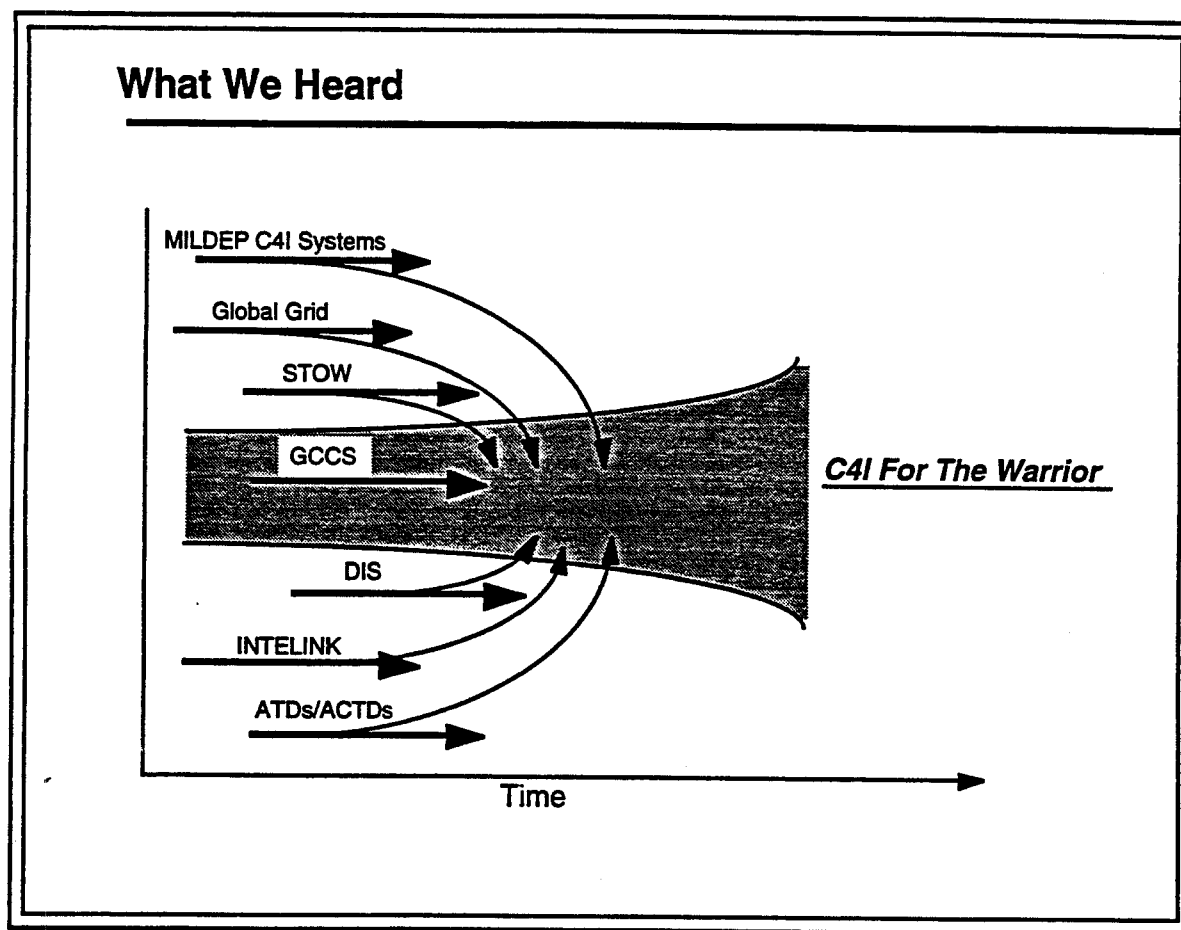 What We Heard
MILDEP C4I Systems
Global Grid
STOW
GCCS
C4I For The Warrior
DIS
INTELINK
ATDs/ACTDs
Time